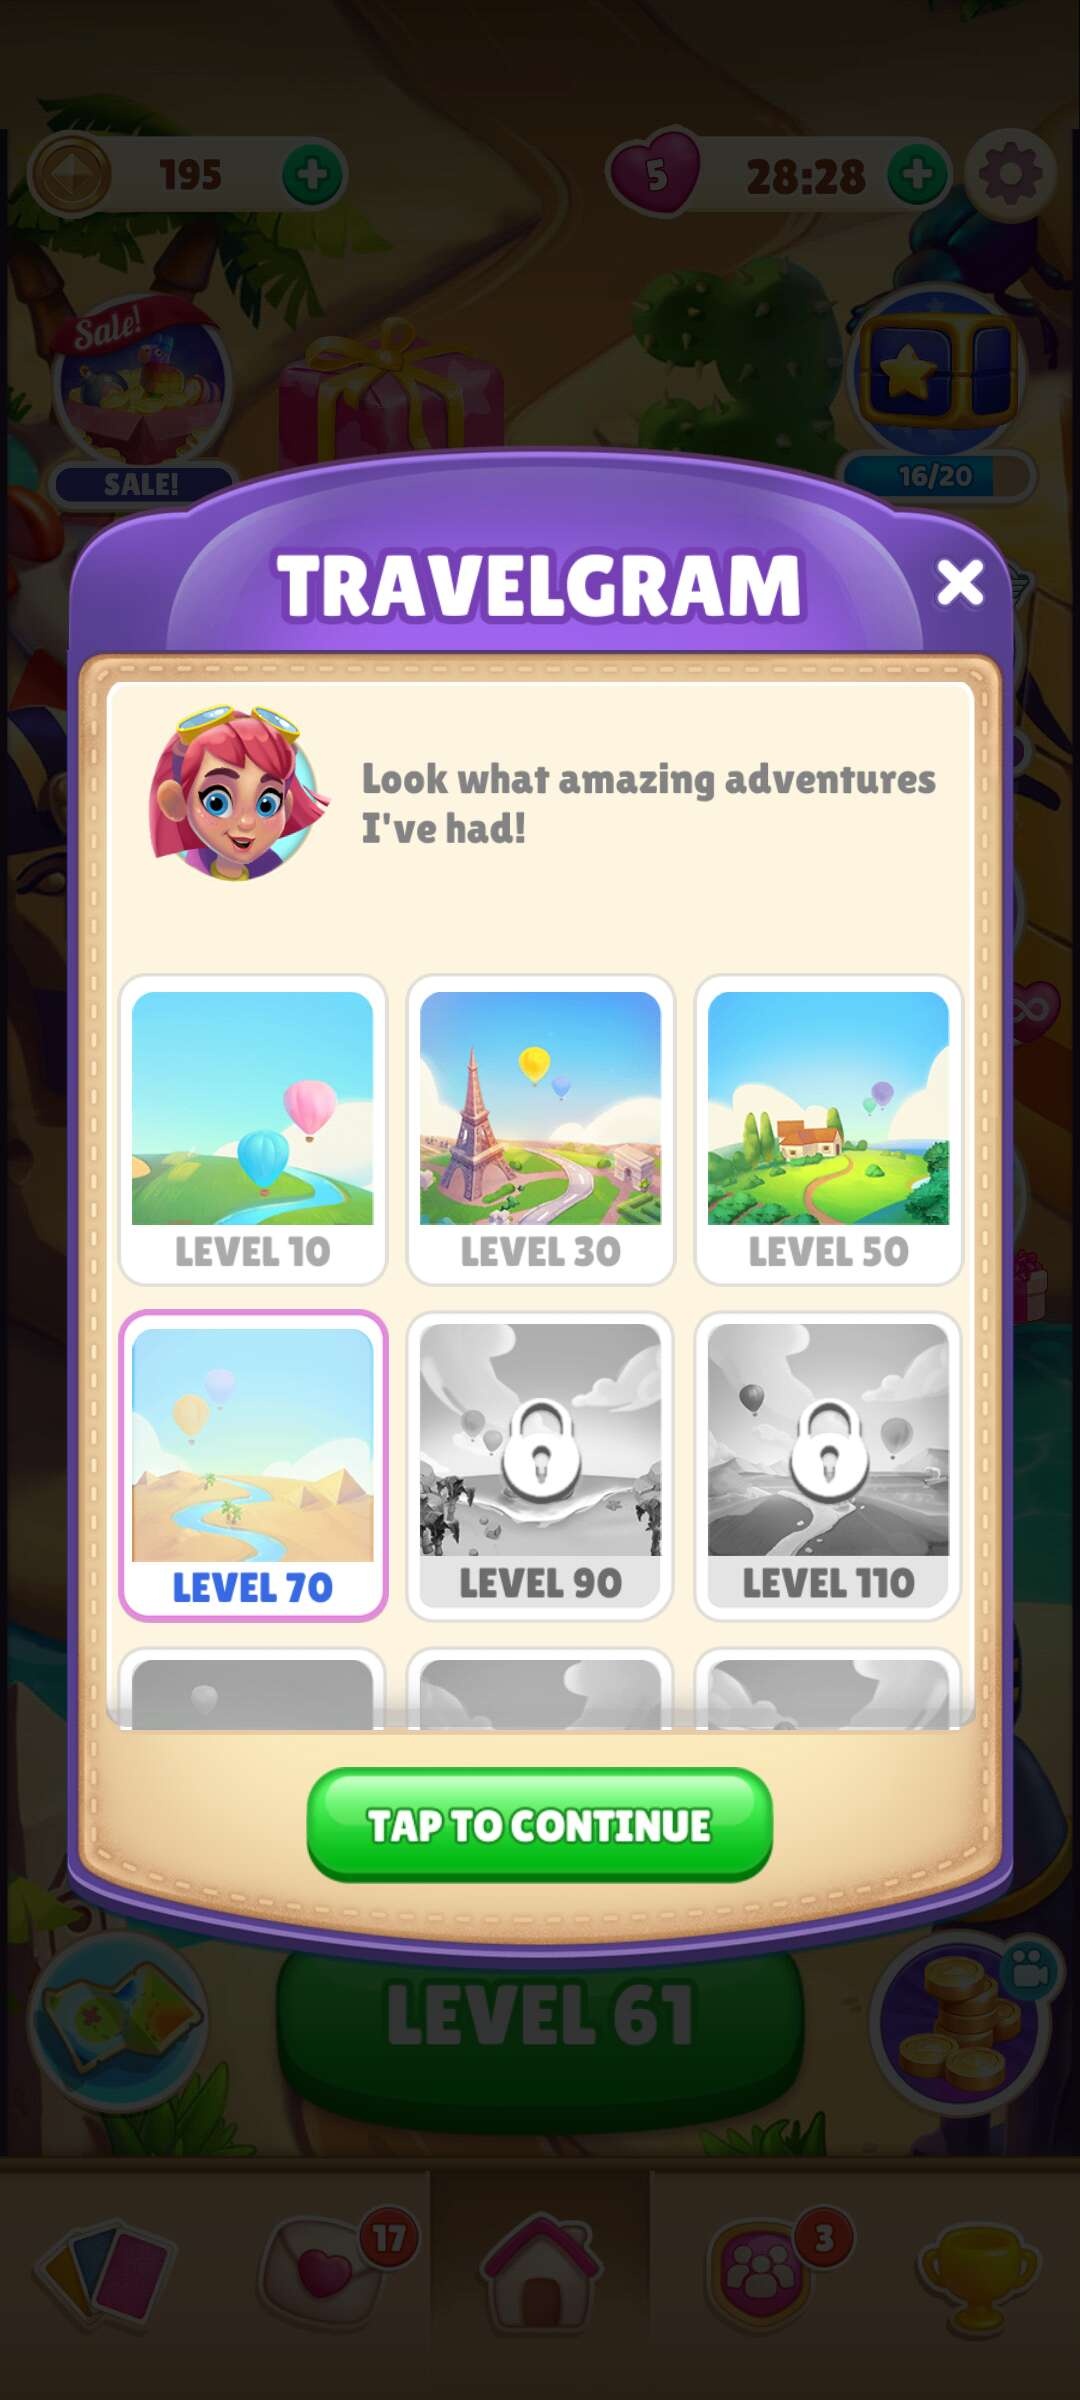 195
5
28:28
Sale!
SALE!
16/20
TRAVELGRAM
Look what amazing adventures
I've had!
LEVEL 10
LEVEL 30
LEVEL 50
LEVEL 70
LEVEL 90
LEVEL 110
TAP TO CONTINUE
LEVEL 61
17
3